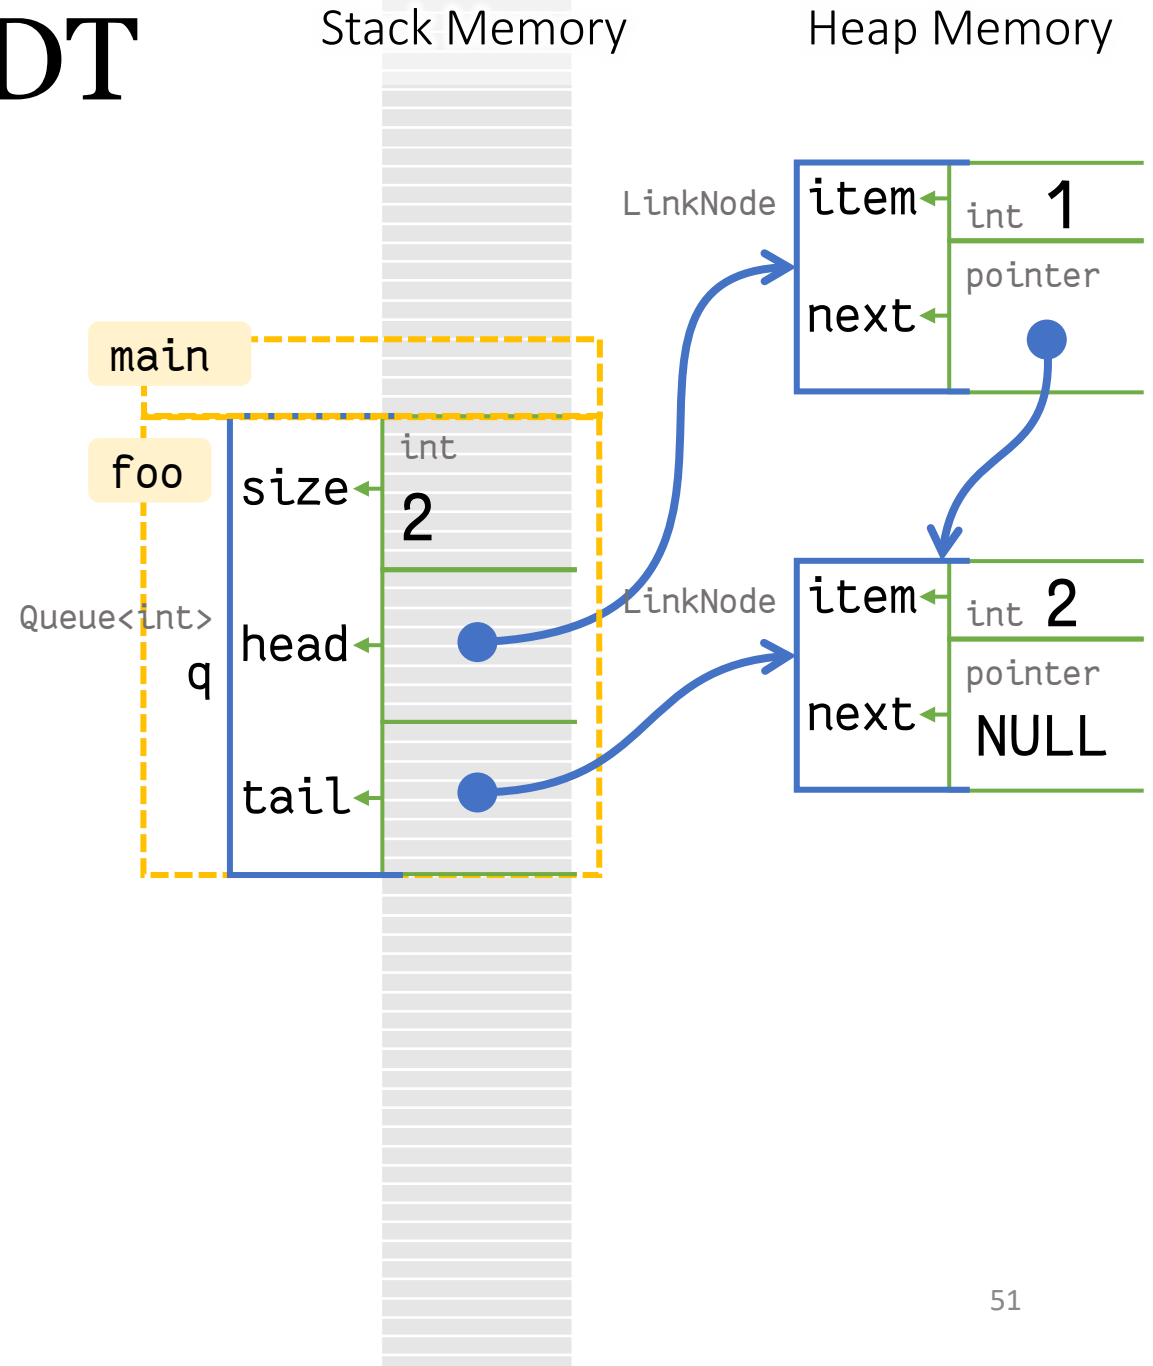 DT
Stack Memory
Heap Memory
LinkNode
item
int 1
next
pointer
main
foo
size
int
2
Queue<int>
q
head
tail
LinkNode
item
int 2
next
pointer
NULL
51